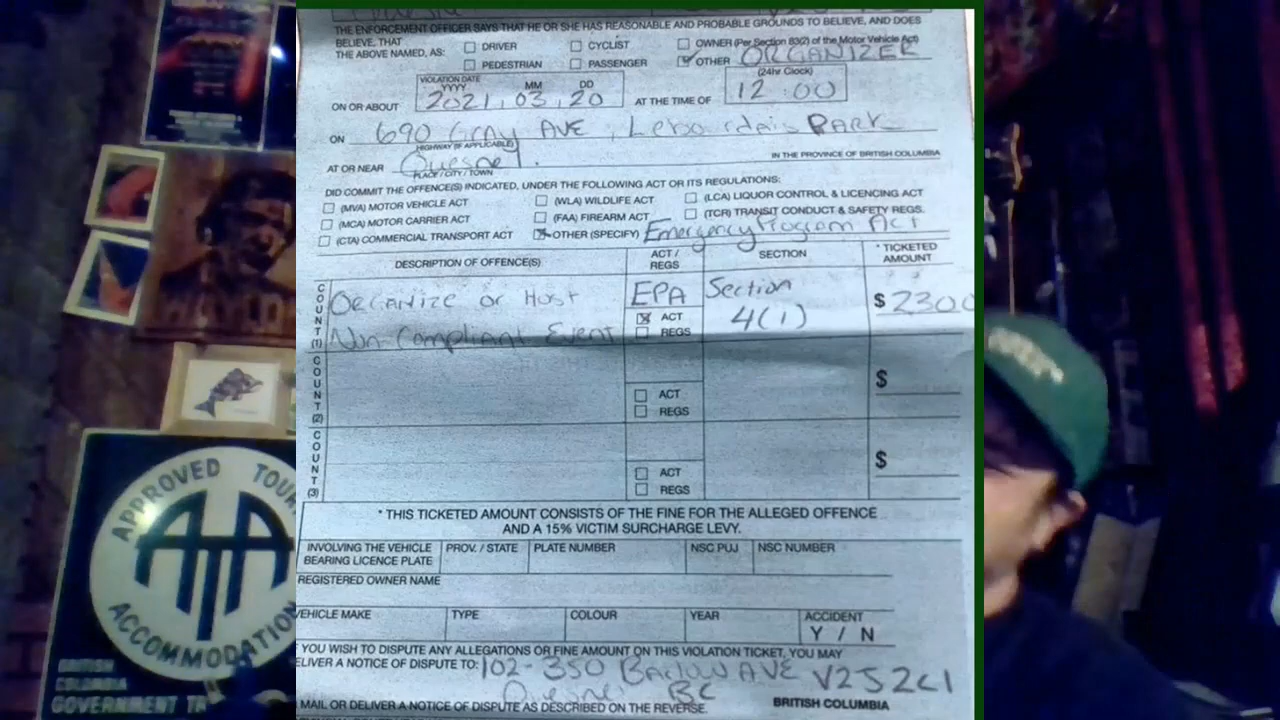 THE ENFORCEMENT OFFICER SAYS THAT HE OR SHE HAS REASONABLE AND PROBABLE GROUNDS TO BELIEVE, AND DOES
BELIEVE, THAT
THE ABOVE NAMED, AS:
DRIVER CYCLIST OWNER (Per Section 83(2) of the Motor Vehicle Act)
PEDESTRIAN PASSENGER OTHER ORGANIZER
VIOLATION DATE
YYYY MM DD (24hr Clock)
ON OR ABOUT 2021, 03, 20 AT THE TIME OF 12:00
ON 690 Gray AVE, Lebourdais PARK
HIGHWAY (IF APPLICABLE)
AT OR NEAR Quesnel. IN THE PROVINCE OF BRITISH COLUMBIA
PLACE / CITY / TOWN
DID COMMIT THE OFFENCE(S) INDICATED, UNDER THE FOLLOWING ACT OR ITS REGULATIONS:
(MVA) MOTOR VEHICLE ACT (WLA) WILDLIFE ACT (LCA) LIQUOR CONTROL & LICENCING ACT
(MCA) MOTOR CARRIER ACT (FAA) FIREARM ACT (TCR) TRANSIT CONDUCT & SAFETY REGS.
(CTA) COMMERCIAL TRANSPORT ACT OTHER (SPECIFY) Emergency Program Act
DESCRIPTION OF OFFENCE(S) ACT / REGS SECTION * TICKETED AMOUNT
COUNT (1) ORGANIZE or HOST EPA Section $ 2300
Non Compliant Event ACT 4(1)
REGS
COUNT (2) $
ACT
REGS
COUNT (3) $
ACT
REGS
* THIS TICKETED AMOUNT CONSISTS OF THE FINE FOR THE ALLEGED OFFENCE
AND A 15% VICTIM SURCHARGE LEVY.
INVOLVING THE VEHICLE BEARING LICENCE PLATE PROV. / STATE PLATE NUMBER NSC PUJ NSC NUMBER
REGISTERED OWNER NAME
VEHICLE MAKE TYPE COLOUR YEAR ACCIDENT
Y / N
YOU WISH TO DISPUTE ANY ALLEGATIONS OR FINE AMOUNT ON THIS VIOLATION TICKET, YOU MAY
ELIVER A NOTICE OF DISPUTE TO: 102-350 Barlow AVE V2J2C1
Quesnel BC
MAIL OR DELIVER A NOTICE OF DISPUTE AS DESCRIBED ON THE REVERSE. BRITISH COLUMBIA
APPROVED TOUR
ATA
ACCOMMODATION
BRITISH
COLUMBIA
GOVERNMENT